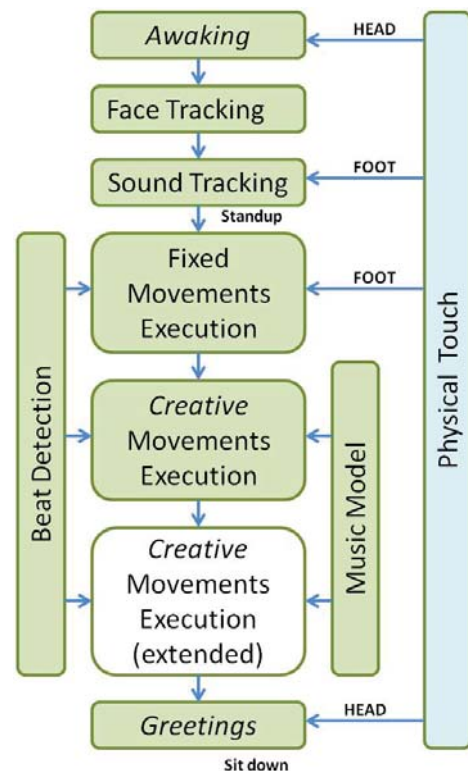 Awaking
HEAD
Face Tracking
Sound Tracking
FOOT
Standup
Fixed
Movements
Execution
FOOT
Creative
Movements
Execution
Creative
Movements
Execution
(extended)
Greetings
HEAD
Sit down
Beat Detection
Music Model
Physical Touch